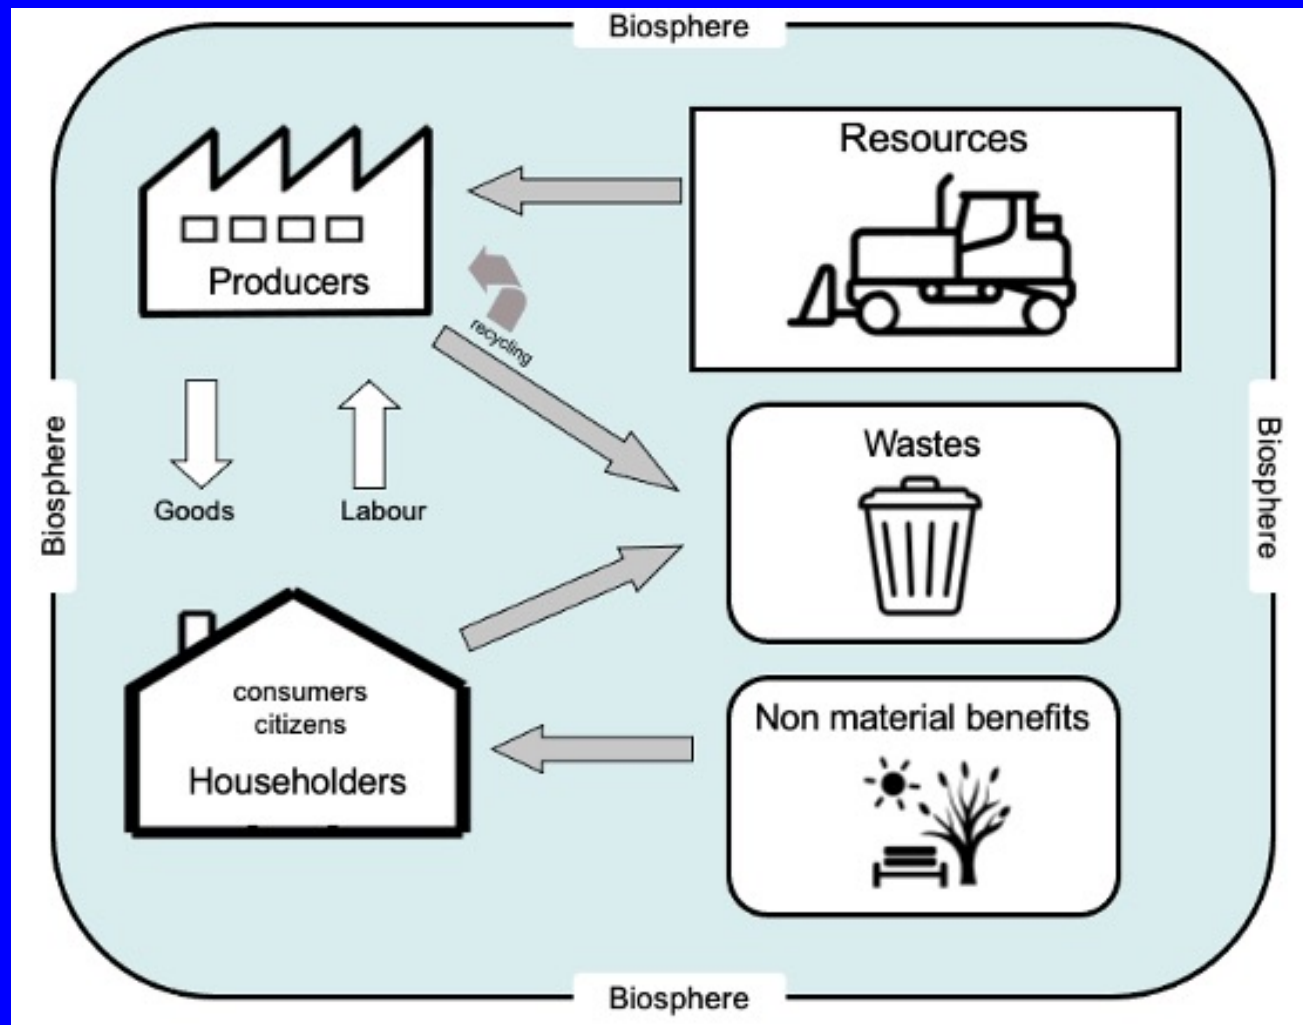 Biosphere
Resources
Producers
recycling
Biosphere
Biosphere
Wastes
Goods
Labour
consumers
citizens
Householders
Non material benefits
Biosphere